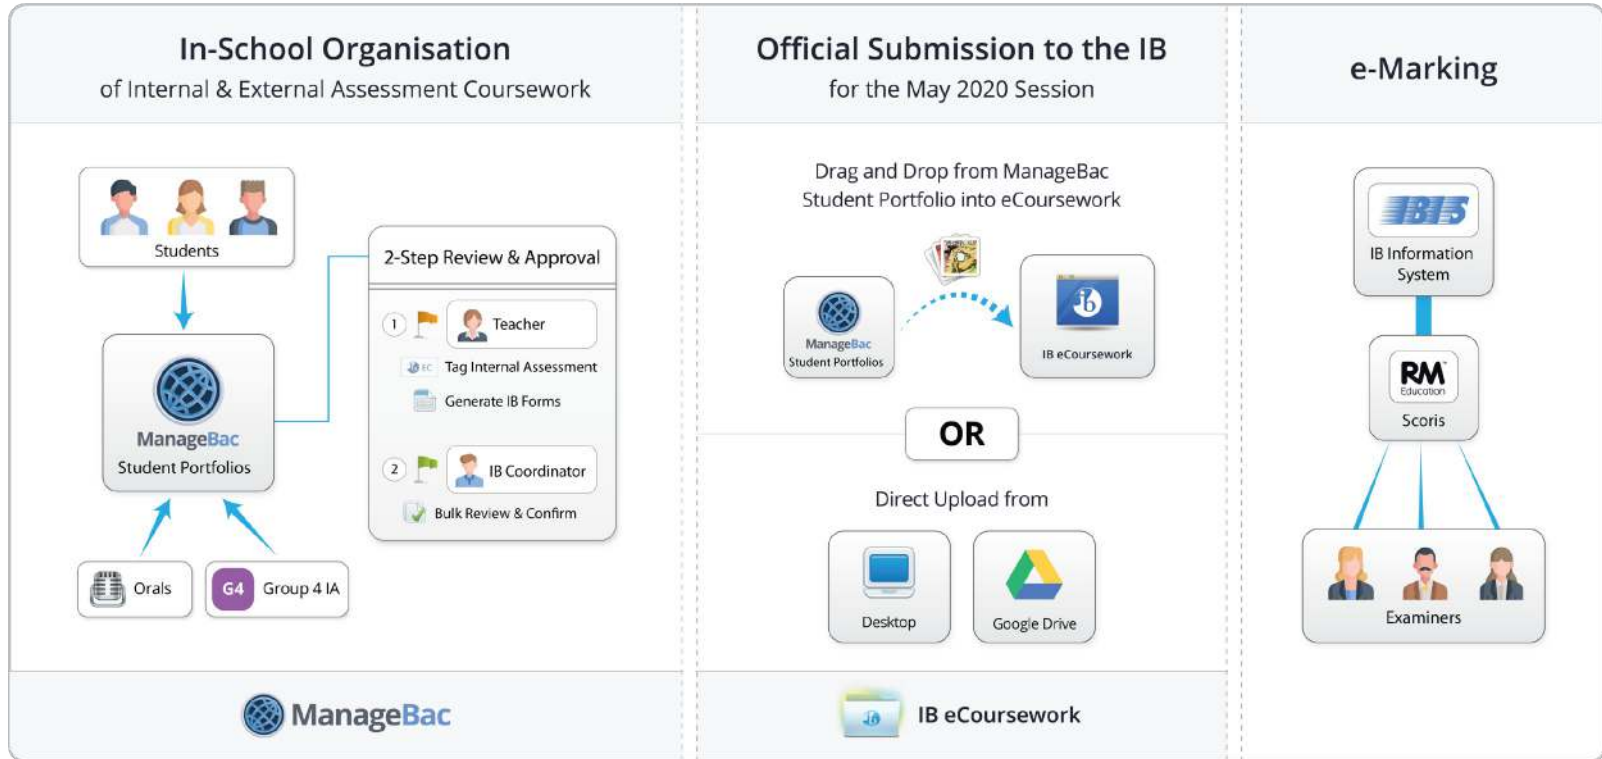 In-School Organisation
of Internal & External Assessment Coursework
Students
ManageBac
Student Portfolios
Orals
G4
Group 4 IA
2-Step Review & Approval
1
Teacher
EC
Tag Internal Assessment
Generate IB Forms
2
IB Coordinator
Bulk Review & Confirm
ManageBac
Official Submission to the IB
for the May 2020 Session
Drag and Drop from ManageBac
Student Portfolio into eCoursework
ManageBac
Student Portfolios
ib
IB eCoursework
OR
Direct Upload from
Desktop
Google Drive
IB eCoursework
e-Marking
IBIS
IB Information
System
RM™
Education
Scoris
Examiners